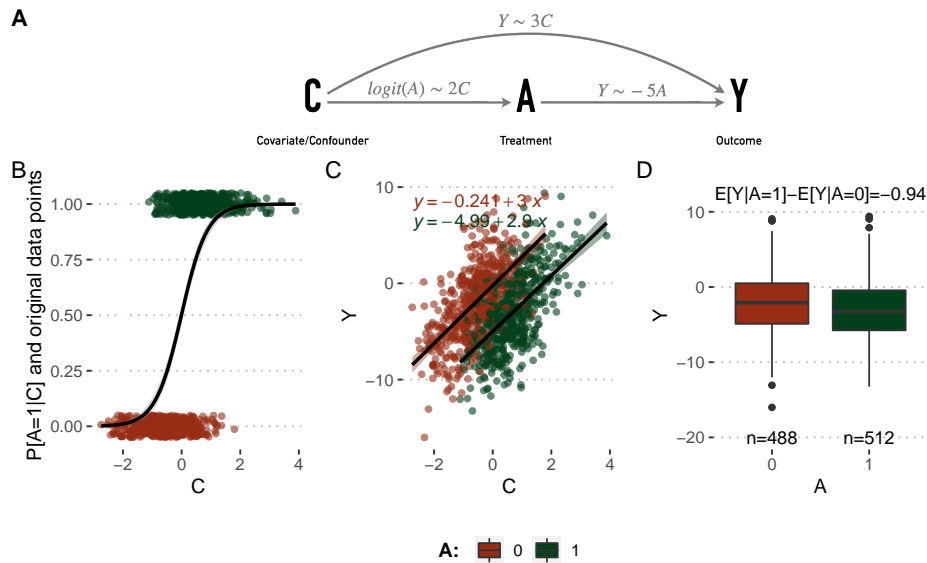 A
Y ∼ 3C
logit(A) ∼ 2C
Y ∼ − 5A
C
A
Y
Covariate/Confounder
Treatment
Outcome
B
P[A=1|C] and original data points
1.00
0.75
0.50
0.25
0.00
−2
0
2
4
C
C
y = −0.241 + 3 x
y = −4.99 + 2.9 x
10
0
−10
Y
−2
0
2
4
C
D
E[Y|A=1]−E[Y|A=0]=−0.94
10
0
−10
−20
Y
n=488
n=512
0
1
A
A:
0
1